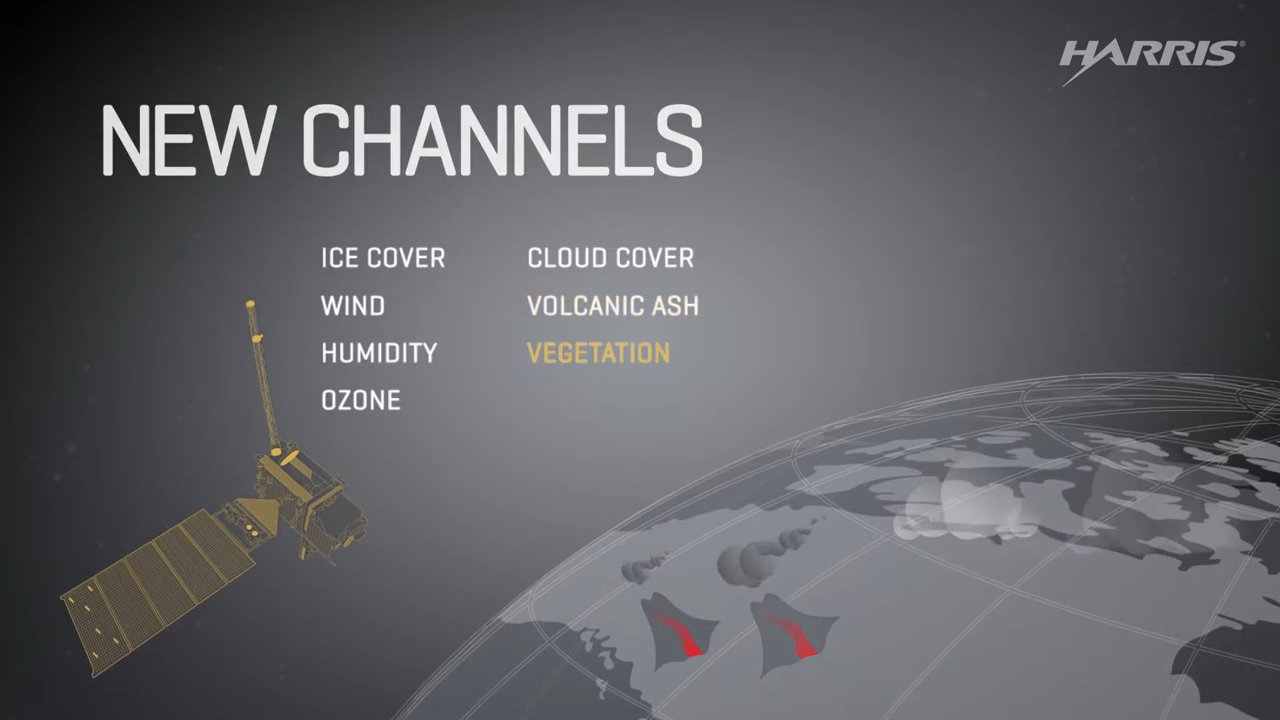 HARRIS®
NEW CHANNELS
ICE COVER
WIND
HUMIDITY
OZONE
CLOUD COVER
VOLCANIC ASH
VEGETATION